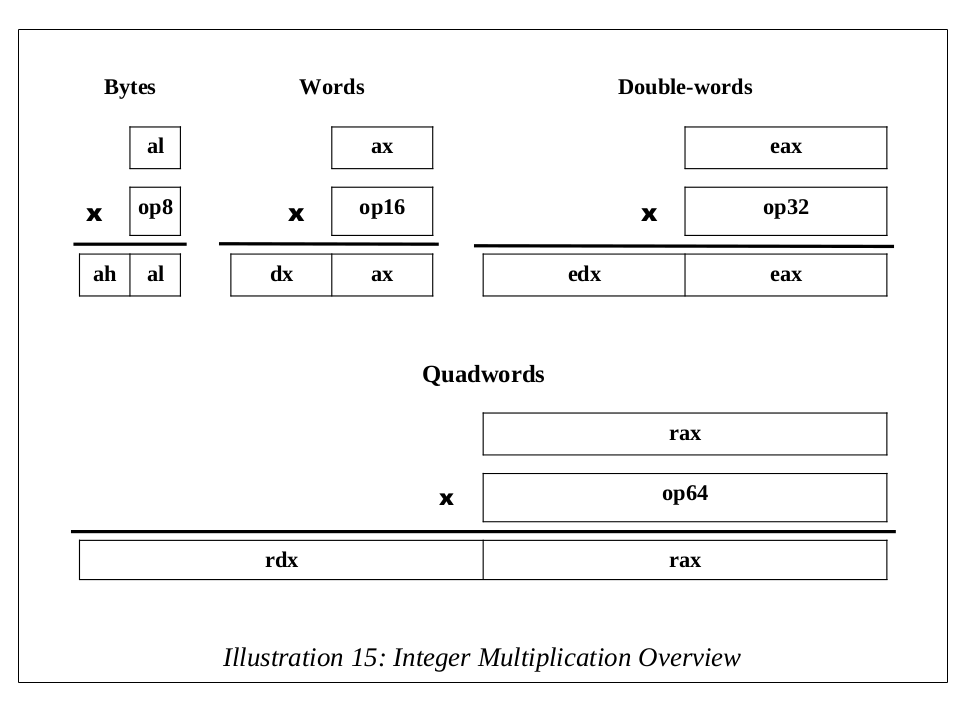 Bytes Words Double-words
al ax eax
x op8 x op16 x op32
ah al dx ax edx eax
Quadwords
rax
x op64
rdx rax
Illustration 15: Integer Multiplication Overview